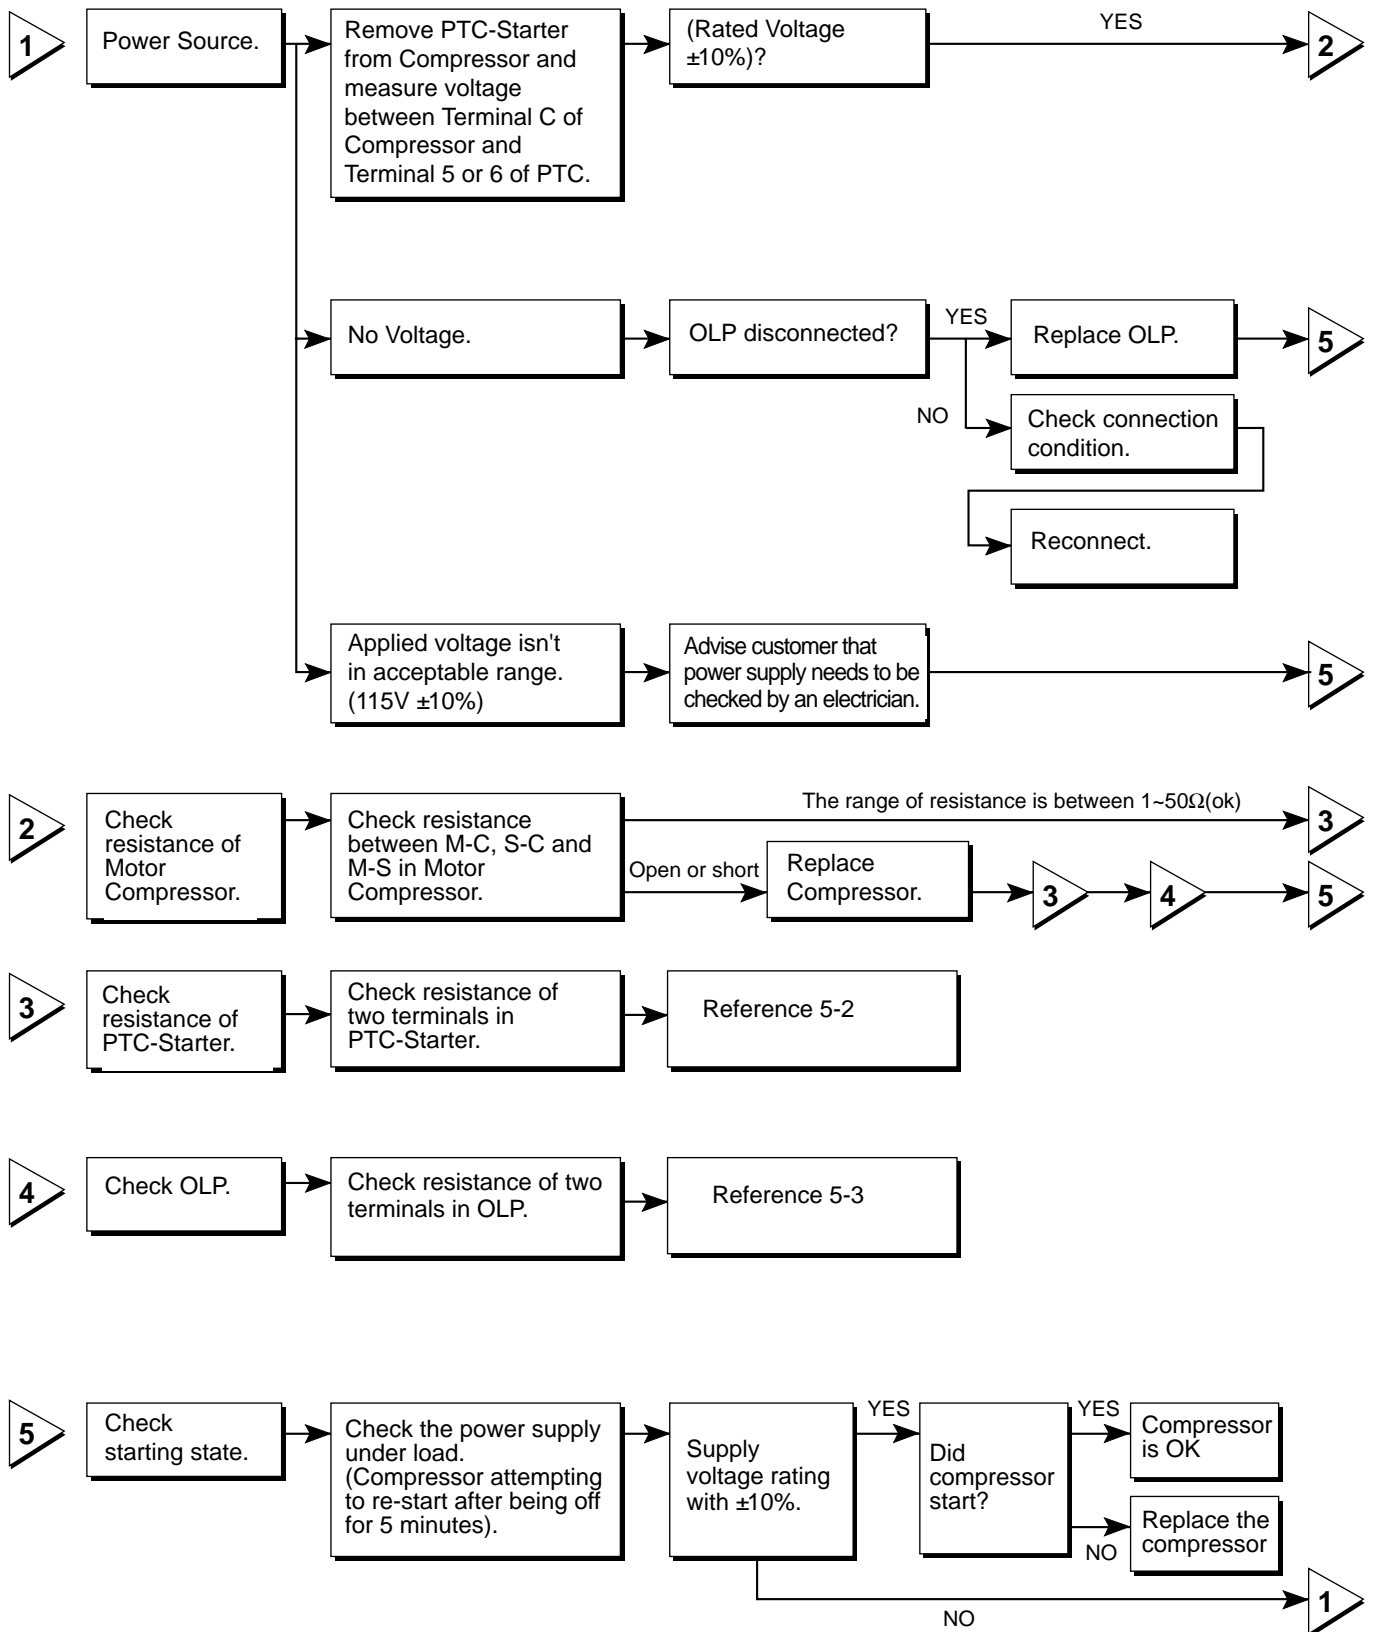 1
Power Source.
Remove PTC-Starter
from Compressor and
measure voltage
between Terminal C of
Compressor and
Terminal 5 or 6 of PTC.
(Rated Voltage
±10%)?
YES
2
No Voltage.
OLP disconnected?
YES
Replace OLP.
5
NO
Check connection
condition.
Reconnect.
Applied voltage isn't
in acceptable range.
(115V ±10%)
Advise customer that
power supply needs to be
checked by an electrician.
5
2
Check
resistance of
Motor
Compressor.
Check resistance
between M-C, S-C and
M-S in Motor
Compressor.
The range of resistance is between 1~50Ω(ok)
3
Open or short
Replace
Compressor.
3
4
5
3
Check
resistance of
PTC-Starter.
Check resistance of
two terminals in
PTC-Starter.
Reference 5-2
4
Check OLP.
Check resistance of two
terminals in OLP.
Reference 5-3
5
Check
starting state.
Check the power supply
under load.
(Compressor attempting
to re-start after being off
for 5 minutes).
Supply
voltage rating
with ±10%.
YES
Did
compressor
start?
YES
Compressor
is OK
NO
Replace the
compressor
NO
1